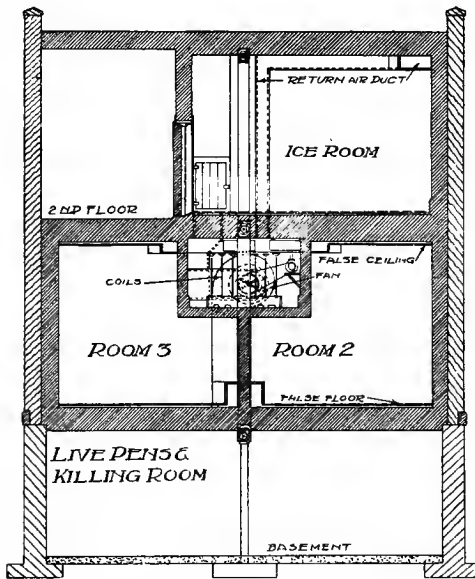 RETURN AIR DUCT
ICE ROOM
2ND FLOOR
FALSE CEILING
COILS
FAN
ROOM 3
ROOM 2
FALSE FLOOR
LIVE PENS &
KILLING ROOM
BASEMENT